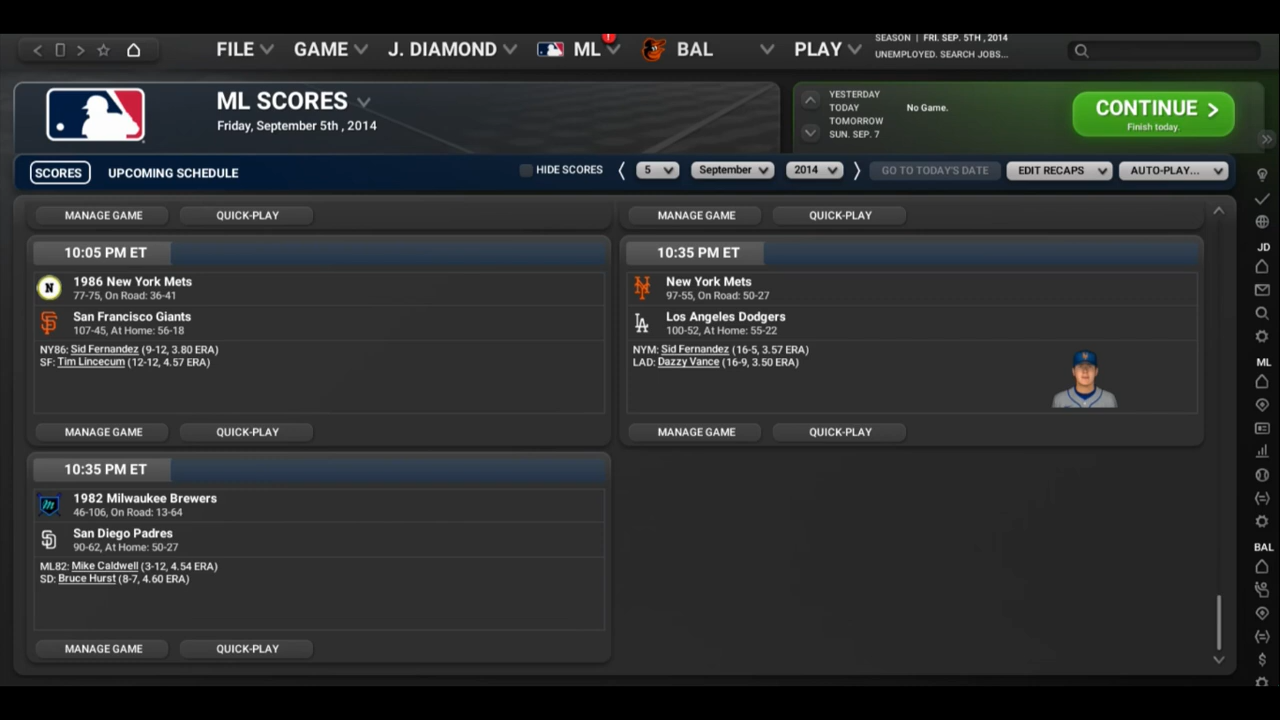 FILE GAME J. DIAMOND ML BAL PLAY
SEASON | FRI. SEP. 5TH , 2014
UNEMPLOYED. SEARCH JOBS...
ML SCORES
Friday, September 5th , 2014
YESTERDAY
TODAY
TOMORROW
SUN. SEP. 7
No Game.
CONTINUE >
Finish today.
SCORES UPCOMING SCHEDULE HIDE SCORES 5 September 2014 GO TO TODAY'S DATE EDIT RECAPS AUTO-PLAY...
MANAGE GAME QUICK-PLAY
MANAGE GAME QUICK-PLAY
10:05 PM ET
N
1986 New York Mets
77-75, On Road: 36-41
San Francisco Giants
107-45, At Home: 56-18
NY86: Sid Fernandez (9-12, 3.80 ERA)
SF: Tim Lincecum (12-12, 4.57 ERA)
MANAGE GAME QUICK-PLAY
10:35 PM ET
New York Mets
97-55, On Road: 50-27
Los Angeles Dodgers
100-52, At Home: 55-22
NYM: Sid Fernandez (16-5, 3.57 ERA)
LAD: Dazzy Vance (16-9, 3.50 ERA)
MANAGE GAME QUICK-PLAY
10:35 PM ET
1982 Milwaukee Brewers
46-106, On Road: 13-64
San Diego Padres
90-62, At Home: 50-27
ML82: Mike Caldwell (3-12, 4.54 ERA)
SD: Bruce Hurst (8-7, 4.60 ERA)
MANAGE GAME QUICK-PLAY
JD
ML
BAL